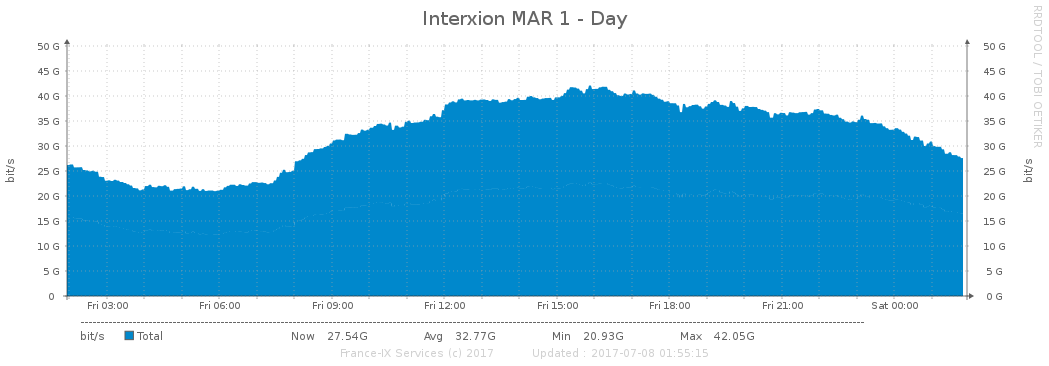 Interxion MAR 1 - Day
RRDTOOL / TOBI OETIKER
50 G 50 G
45 G 45 G
40 G 40 G
35 G 35 G
30 G 30 G
25 G 25 G
20 G 20 G
15 G 15 G
10 G 10 G
5 G 5 G
0 0 G
bit/s
bit/s
Fri 03:00 Fri 06:00 Fri 09:00 Fri 12:00 Fri 15:00 Fri 18:00 Fri 21:00 Sat 00:00
bit/s Total Now 27.54G Avg 32.77G Min 20.93G Max 42.05G
France-IX Services (c) 2017 Updated : 2017-07-08 01:55:15